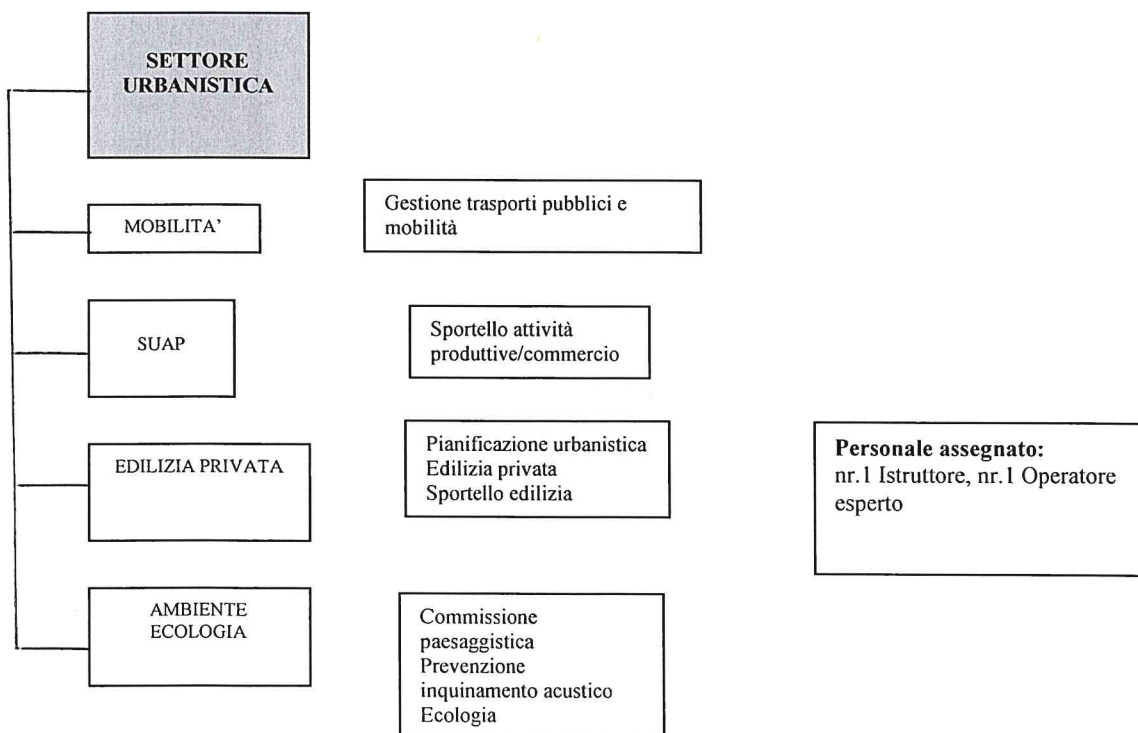 SETTORE
URBANISTICA
MOBILITA’
Gestione trasporti pubblici e
mobilità
SUAP
Sportello attività
produttive/commercio
EDILIZIA PRIVATA
Pianificazione urbanistica
Edilizia privata
Sportello edilizia
Personale assegnato:
nr.1 Istruttore, nr.1 Operatore
esperto
AMBIENTE
ECOLOGIA
Commissione
paesaggistica
Prevenzione
inquinamento acustico
Ecologia